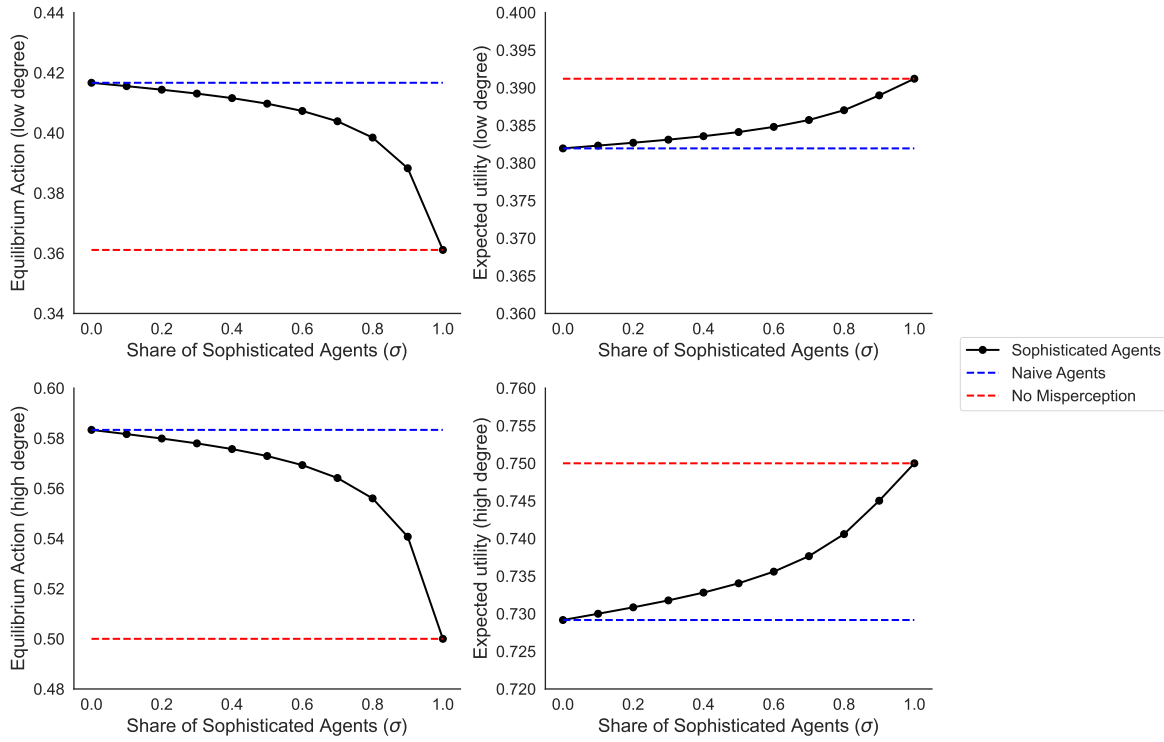 Equilibrium Action (low degree)
0.44
0.42
0.40
0.38
0.36
0.34
0.0 0.2 0.4 0.6 0.8 1.0
Share of Sophisticated Agents (σ)
Expected utility (low degree)
0.400
0.395
0.390
0.385
0.380
0.375
0.370
0.365
0.360
0.0 0.2 0.4 0.6 0.8 1.0
Share of Sophisticated Agents (σ)
Sophisticated Agents
Naive Agents
No Misperception
Equilibrium Action (high degree)
0.60
0.58
0.56
0.54
0.52
0.50
0.48
0.0 0.2 0.4 0.6 0.8 1.0
Share of Sophisticated Agents (σ)
Expected utility (high degree)
0.760
0.755
0.750
0.745
0.740
0.735
0.730
0.725
0.720
0.0 0.2 0.4 0.6 0.8 1.0
Share of Sophisticated Agents (σ)